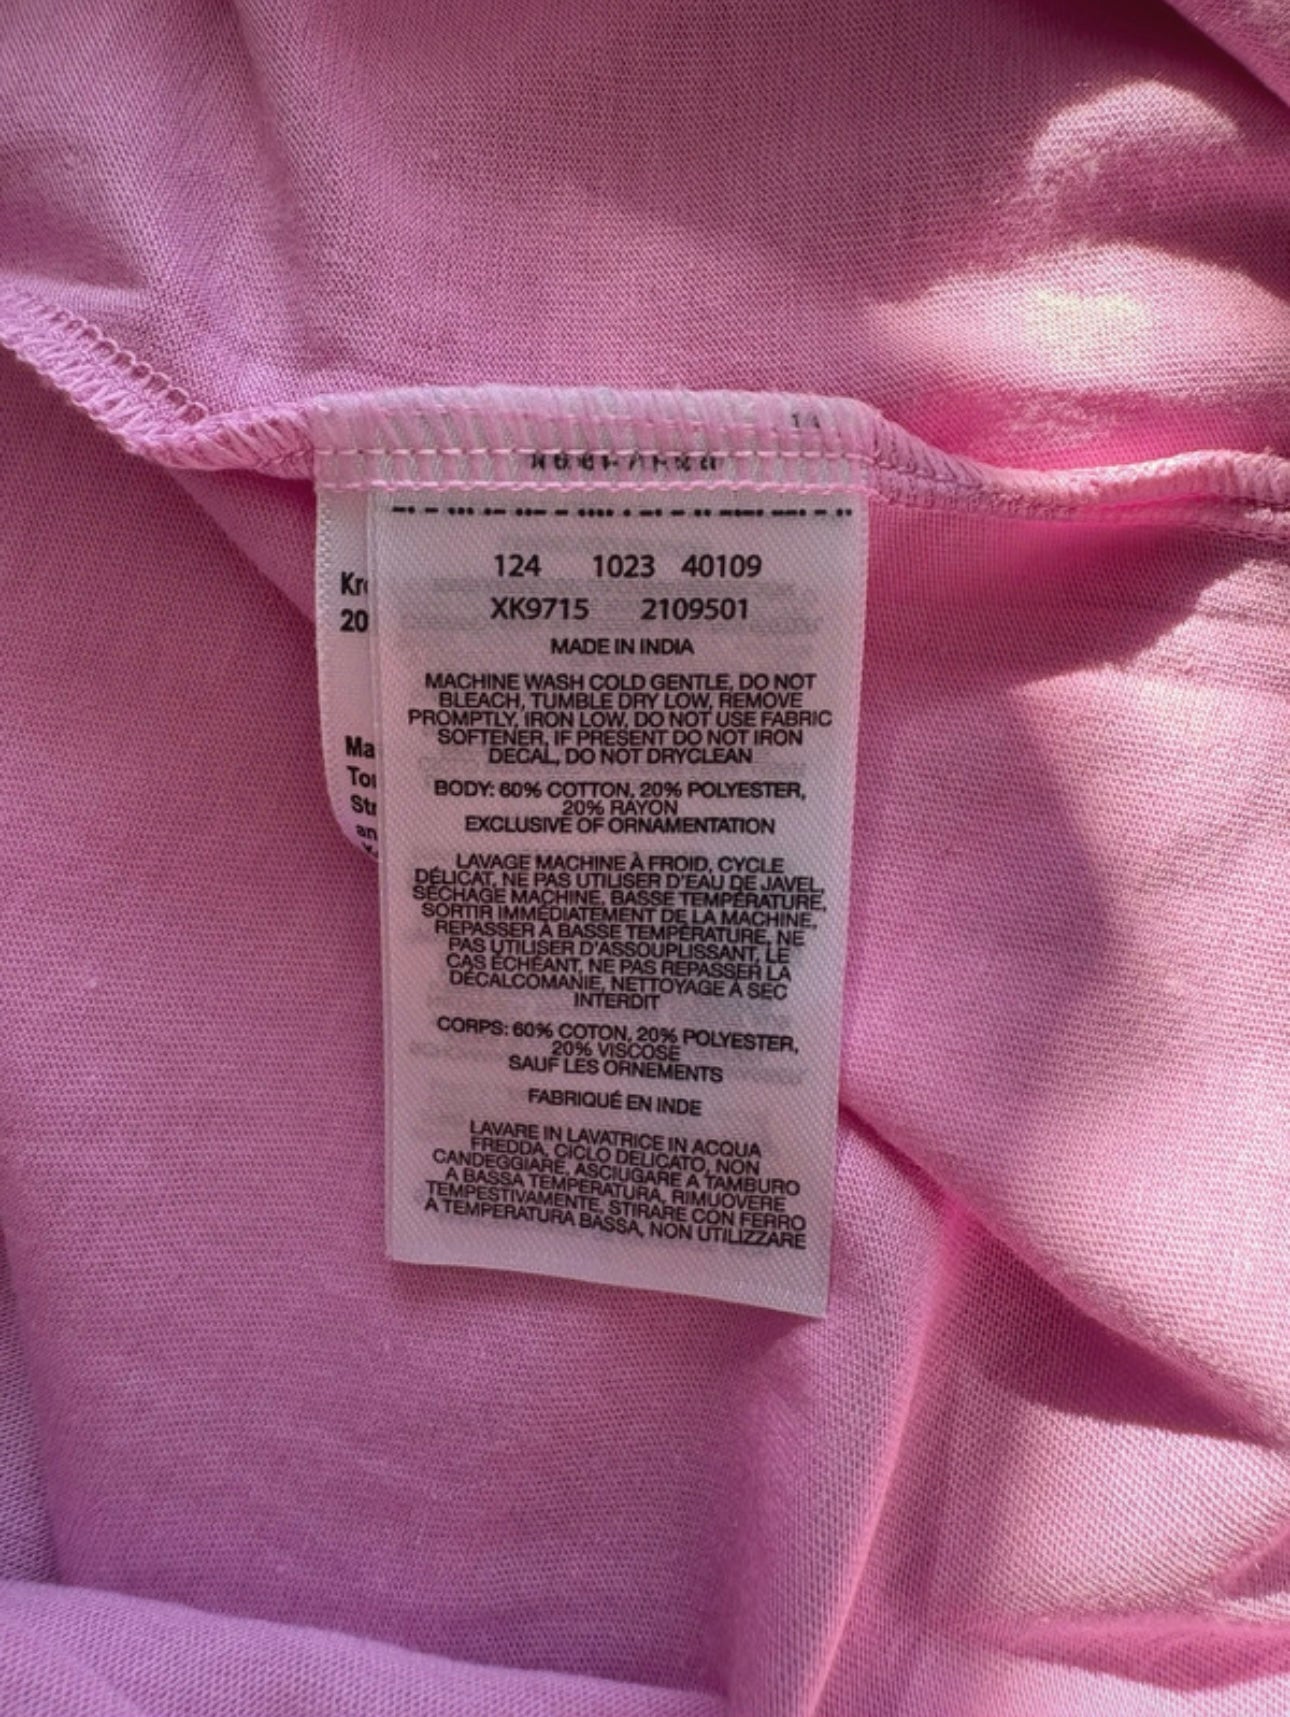 124 1023 40109
XK9715 2109501
MADE IN INDIA
MACHINE WASH COLD GENTLE, DO NOT
BLEACH, TUMBLE DRY LOW, REMOVE
PROMPTLY, IRON LOW, DO NOT USE FABRIC
SOFTENER, IF PRESENT DO NOT IRON
DECAL, DO NOT DRYCLEAN
BODY: 60% COTTON, 20% POLYESTER,
20% RAYON
EXCLUSIVE OF ORNAMENTATION
LAVAGE MACHINE À FROID, CYCLE
DÉLICAT, NE PAS UTILISER D'EAU DE JAVEL,
SÉCHAGE MACHINE, BASSE TEMPÉRATURE,
SORTIR IMMÉDIATEMENT DE LA MACHINE,
REPASSER À BASSE TEMPÉRATURE, NE
PAS UTILISER D'ASSOUPLISSANT, LE
CAS ÉCHÉANT, NE PAS REPASSER LA
DÉCALCOMANIE, NETTOYAGE À SEC
INTERDIT
CORPS: 60% COTON, 20% POLYESTER,
20% VISCOSE
SAUF LES ORNEMENTS
FABRIQUÉ EN INDE
LAVARE IN LAVATRICE IN ACQUA
FREDDA, CICLO DELICATO, NON
CANDEGGIARE, ASCIUGARE A TAMBURO
A BASSA TEMPERATURA, RIMUOVERE
TEMPESTIVAMENTE, STIRARE CON FERRO
A TEMPERATURA BASSA, NON UTILIZZARE